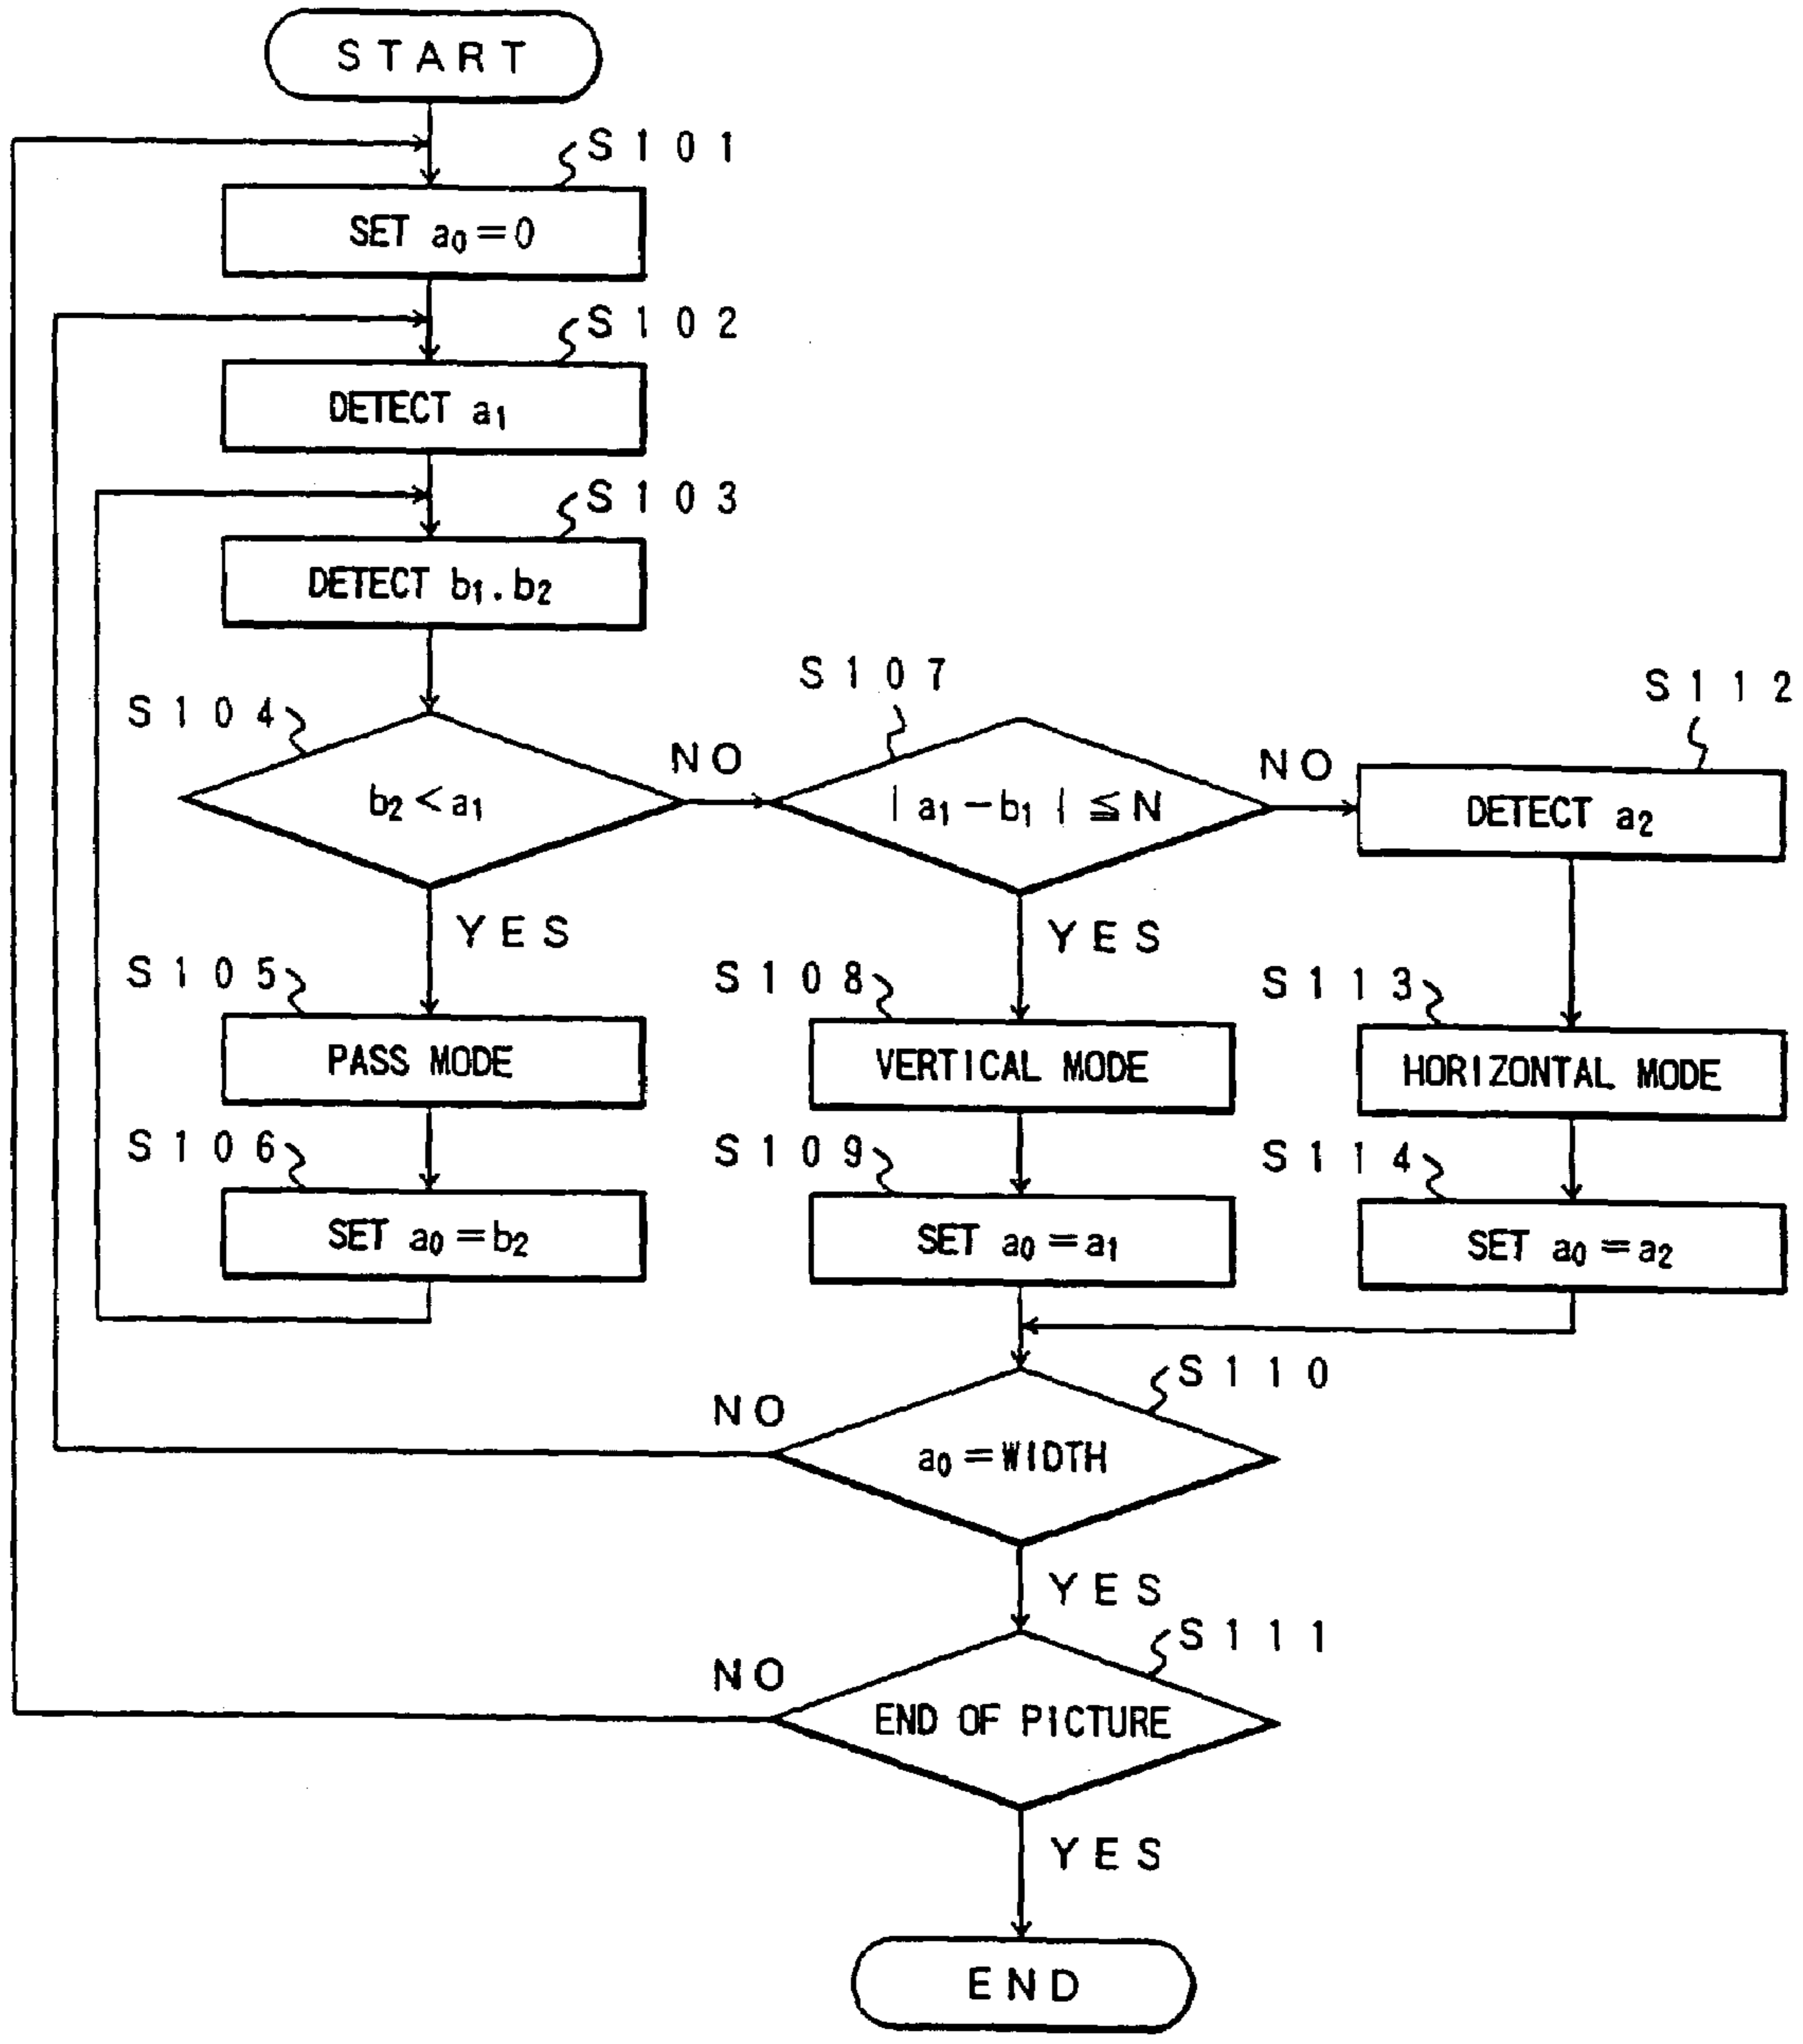 START
S101
SET a₀=0
S102
DETECT a₁
S103
DETECT b₁.b₂
S104
b₂<a₁
NO
S107
|a₁-b₁|≦N
NO
S112
DETECT a₂
YES
YES
S105
PASS MODE
S108
VERTICAL MODE
S113
HORIZONTAL MODE
S106
SET a₀=b₂
S109
SET a₀=a₁
S114
SET a₀=a₂
S110
NO
a₀=WIDTH
YES
S111
NO
END OF PICTURE
YES
END